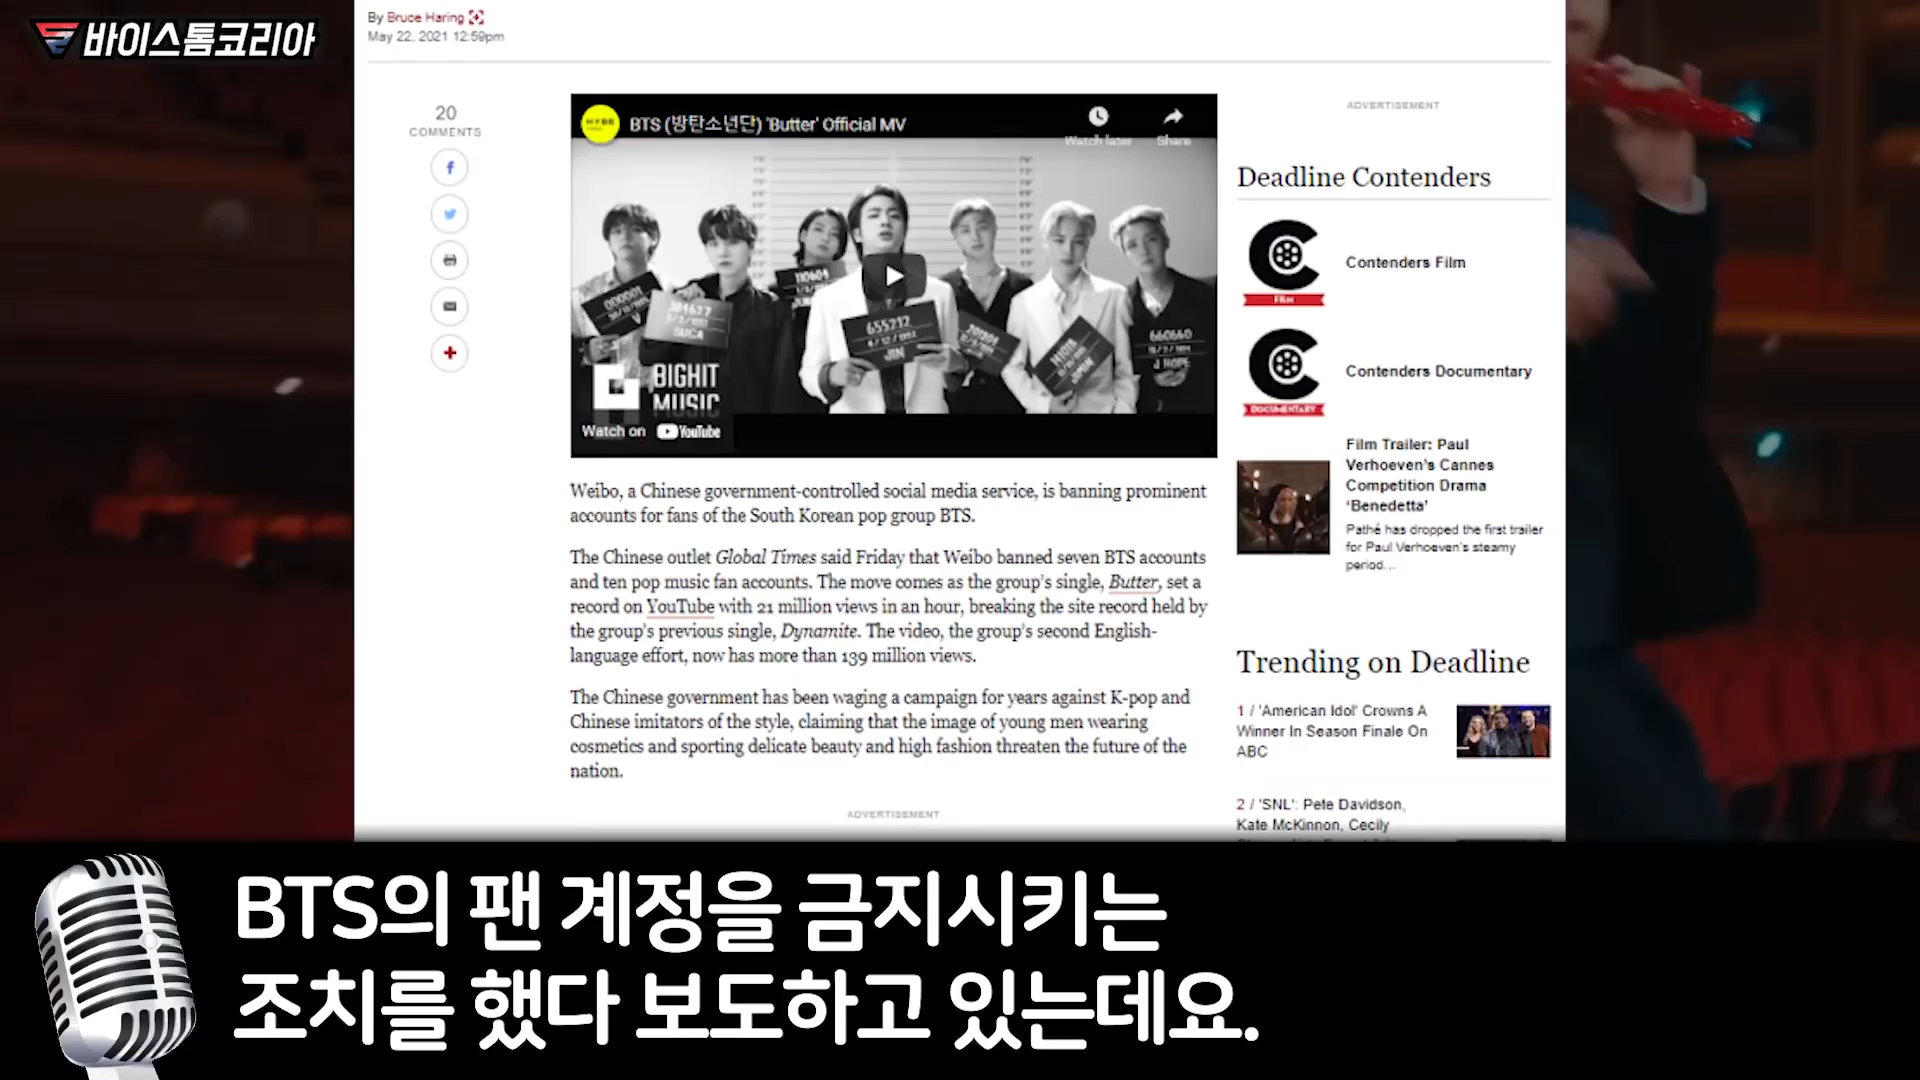 바이스톰코리아
By Bruce Haring
May 22, 2021 12:59pm
20
COMMENTS
BTS (방탄소년단) 'Butter' Official MV
Watch later
Share
SUGA
110604
655212
JIN
660660
J HOPE
BIGHIT
MUSIC
Watch on YouTube
Weibo, a Chinese government-controlled social media service, is banning prominent
accounts for fans of the South Korean pop group BTS.
The Chinese outlet Global Times said Friday that Weibo banned seven BTS accounts
and ten pop music fan accounts. The move comes as the group's single, Butter, set a
record on YouTube with 21 million views in an hour, breaking the site record held by
the group's previous single, Dynamite. The video, the group's second English-
language effort, now has more than 139 million views.
The Chinese government has been waging a campaign for years against K-pop and
Chinese imitators of the style, claiming that the image of young men wearing
cosmetics and sporting delicate beauty and high fashion threaten the future of the
nation.
ADVERTISEMENT
ADVERTISEMENT
Deadline Contenders
FILM
Contenders Film
DOCUMENTARY
Contenders Documentary
Film Trailer: Paul
Verhoeven's Cannes
Competition Drama
'Benedetta'
Pathé has dropped the first trailer
for Paul Verhoeven's steamy
period...
Trending on Deadline
1 / 'American Idol' Crowns A
Winner In Season Finale On
ABC
2 / 'SNL': Pete Davidson,
Kate McKinnon, Cecily
BTS의 팬 계정을 금지시키는
조치를 했다 보도하고 있는데요.